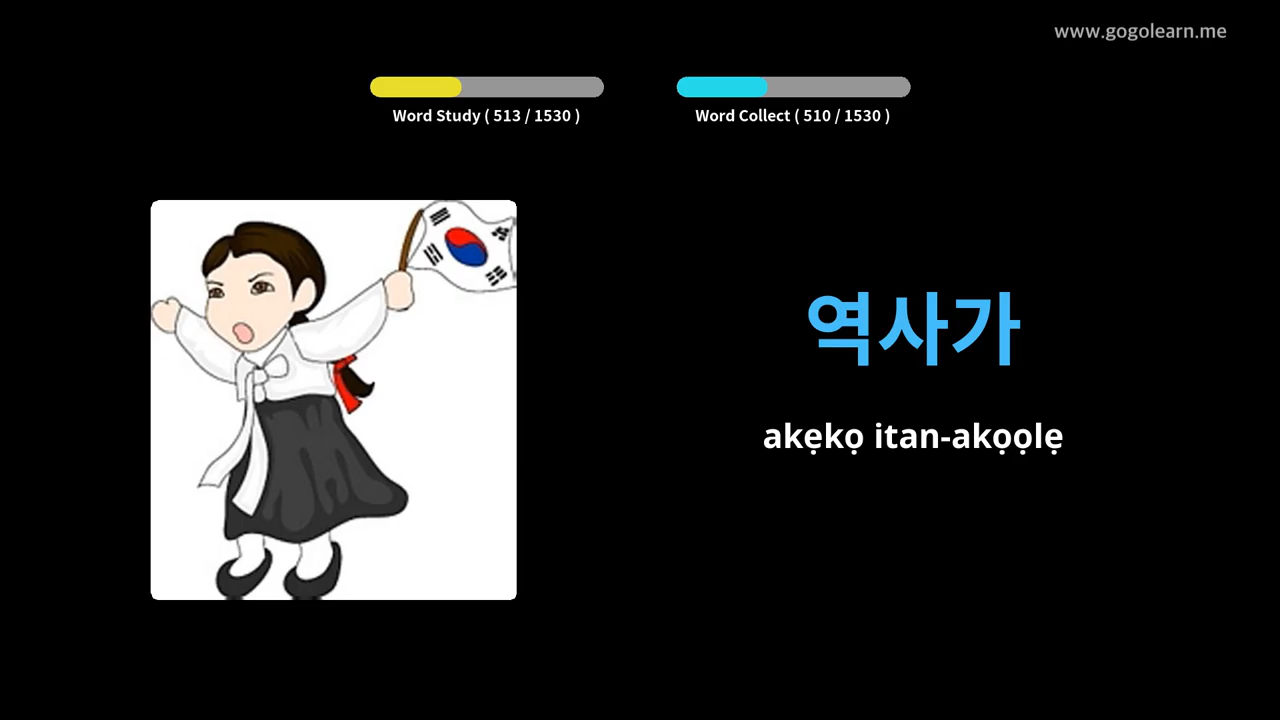 www.gogolearn.me
Word Study ( 513 / 1530 )
Word Collect ( 510 / 1530 )
역사가
akẹkọ itan-akọọlẹ